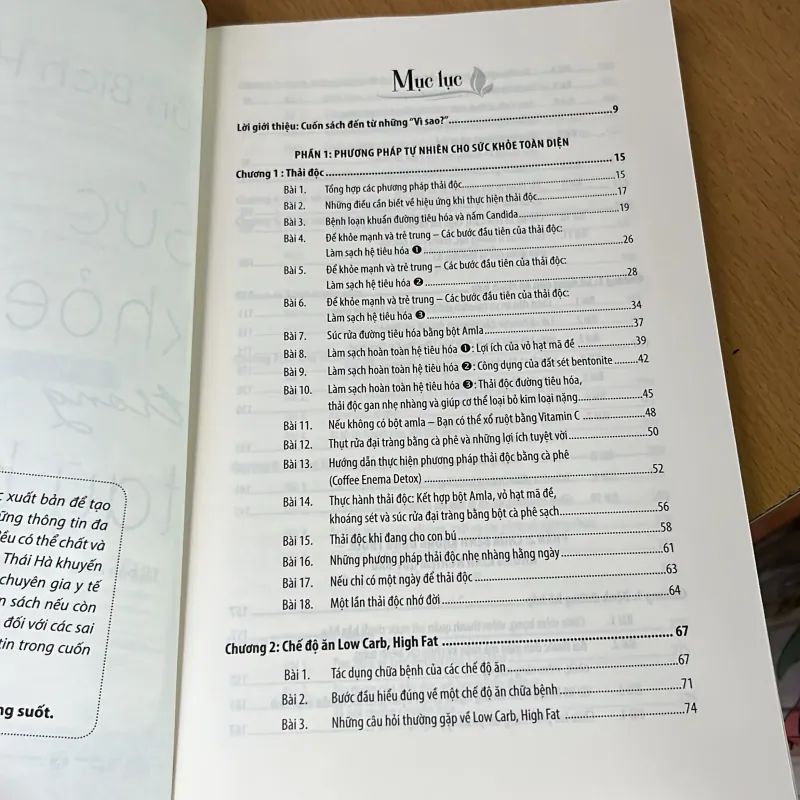 c xuất bản để tạo
ững thông tin đa
ều có thể chất và
Thái Hà khuyến
chuyên gia y tế
n sách nếu còn
đối với các sai
tin trong cuốn
ng suốt.
Mục lục
Lời giới thiệu: Cuốn sách đến từ những "Vì sao?"..........9
PHẦN 1: PHƯƠNG PHÁP TỰ NHIÊN CHO SỨC KHỎE TOÀN DIỆN
Chương 1 : Thải độc.......... 15
Bài 1. Tổng hợp các phương pháp thải độc..........15
Bài 2. Những điều cần biết về hiệu ứng khi thực hiện thải độc..........17
Bài 3. Bệnh loạn khuẩn đường tiêu hóa và nấm Candida..........19
Bài 4. Để khỏe mạnh và trẻ trung – Các bước đầu tiên của thải độc:
Làm sạch hệ tiêu hóa ❶ ..........26
Bài 5. Để khỏe mạnh và trẻ trung – Các bước đầu tiên của thải độc:
Làm sạch hệ tiêu hóa ❷ ..........28
Bài 6. Để khỏe mạnh và trẻ trung – Các bước đầu tiên của thải độc:
Làm sạch hệ tiêu hóa ❸ ..........34
Bài 7. Súc rửa đường tiêu hóa bằng bột Amla..........37
Bài 8. Làm sạch hoàn toàn hệ tiêu hóa ❶: Lợi ích của vỏ hạt mã đề ..........39
Bài 9. Làm sạch hoàn toàn hệ tiêu hóa ❷: Công dụng của đất sét bentonite ........42
Bài 10. Làm sạch hoàn toàn hệ tiêu hóa ❸: Thải độc đường tiêu hóa,
thải độc gan nhẹ nhàng và giúp cơ thể loại bỏ kim loại nặng..........45
Bài 11. Nếu không có bột amla – Bạn có thể xổ ruột bằng Vitamin C ..........48
Bài 12. Thụt rửa đại tràng bằng cà phê và những lợi ích tuyệt vời..........50
Bài 13. Hướng dẫn thực hiện phương pháp thải độc bằng cà phê
(Coffee Enema Detox) ..........52
Bài 14. Thực hành thải độc: Kết hợp bột Amla, vỏ hạt mã đề,
khoáng sét và súc rửa đại tràng bằng bột cà phê sạch..........56
Bài 15. Thải độc khi đang cho con bú..........58
Bài 16. Những phương pháp thải độc nhẹ nhàng hằng ngày..........61
Bài 17. Nếu chỉ có một ngày để thải độc ..........63
Bài 18. Một lần thải độc nhớ đời..........64
Chương 2: Chế độ ăn Low Carb, High Fat .......... 67
Bài 1. Tác dụng chữa bệnh của các chế độ ăn..........67
Bài 2. Bước đầu hiểu đúng về một chế độ ăn chữa bệnh..........71
Bài 3. Những câu hỏi thường gặp về Low Carb, High Fat ..........74